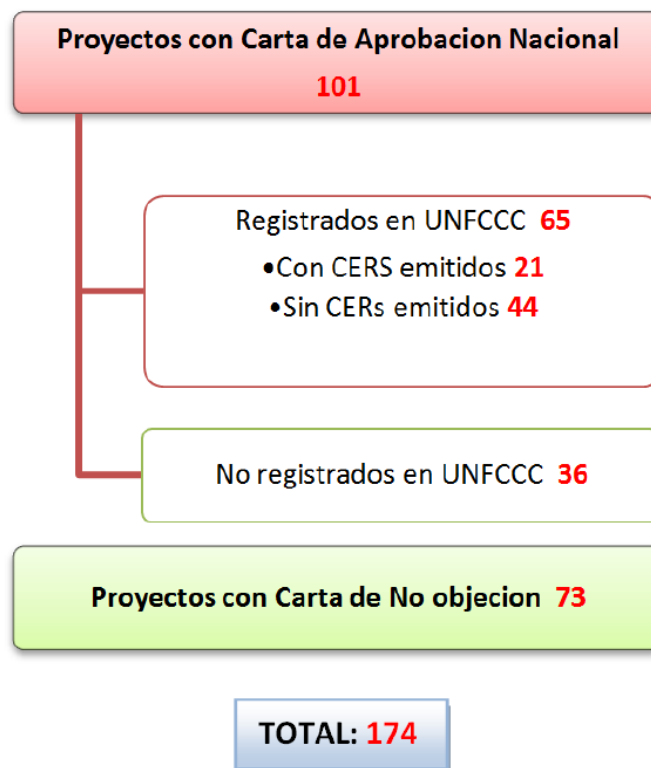 Proyectos con Carta de Aprobacion Nacional
101
Registrados en UNFCCC 65
•Con CERS emitidos 21
•Sin CERs emitidos 44
No registrados en UNFCCC 36
Proyectos con Carta de No objecion 73
TOTAL: 174